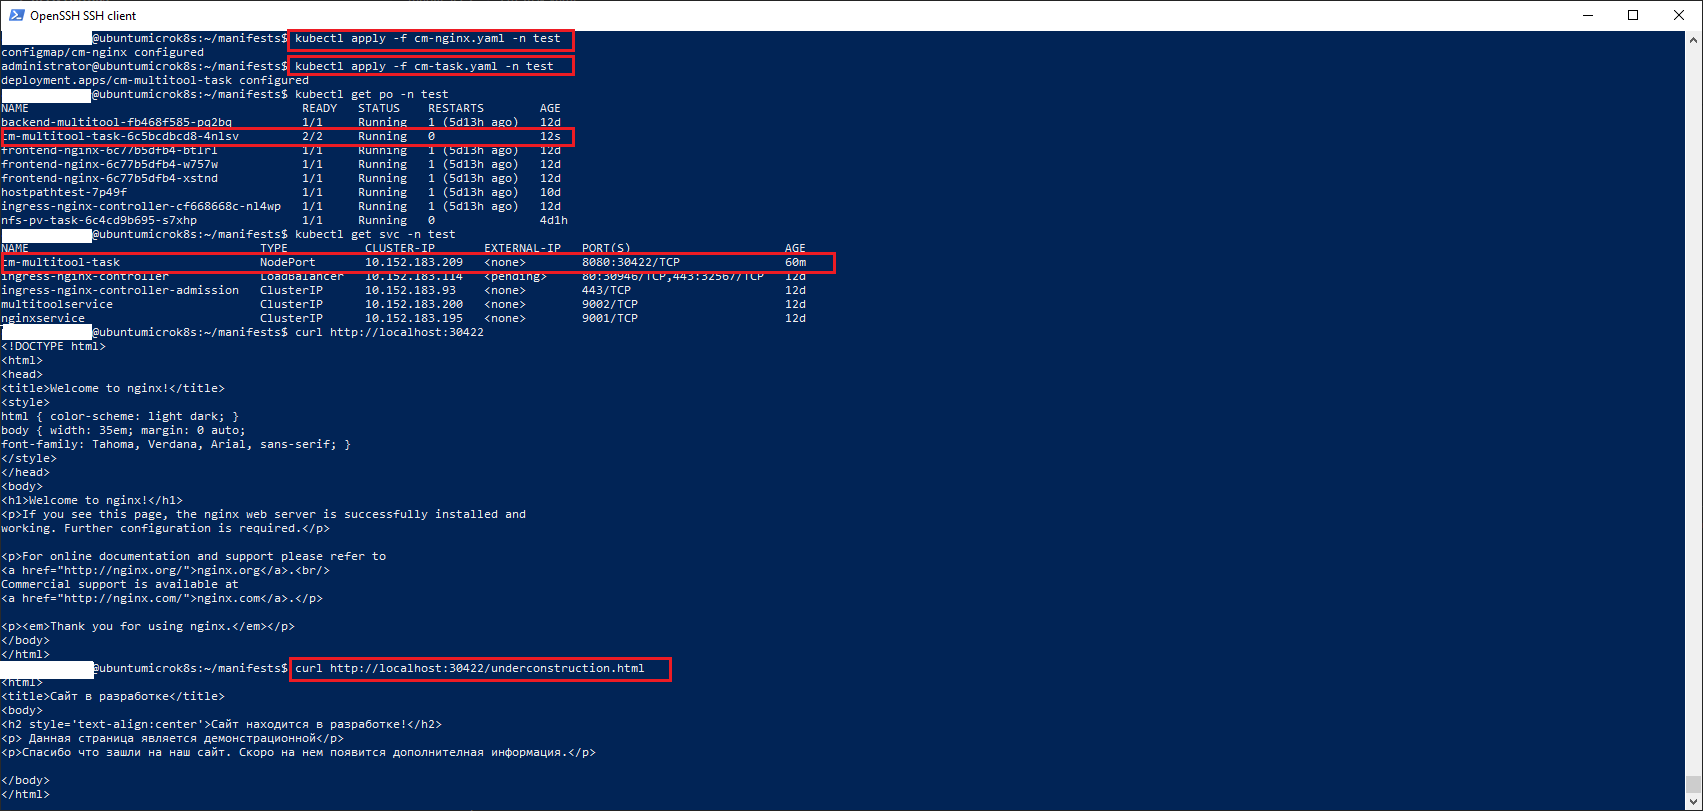 OpenSSH SSH client
@ubuntumicrok8s:~/manifests$ kubectl apply -f cm-nginx.yaml -n test
configmap/cm-nginx configured
administrator@ubuntumicrok8s:~/manifests$ kubectl apply -f cm-task.yaml -n test
deployment.apps/cm-multitool-task configured
@ubuntumicrok8s:~/manifests$ kubectl get po -n test
NAME READY STATUS RESTARTS AGE
backend-multitool-fb468f585-pq2bq 1/1 Running 1 (5d13h ago) 12d
cm-multitool-task-6c5bcdbcd8-4nlsv 2/2 Running 0 12s
frontend-nginx-6c77b5dfb4-btlrl 1/1 Running 1 (5d13h ago) 12d
frontend-nginx-6c77b5dfb4-w757w 1/1 Running 1 (5d13h ago) 12d
frontend-nginx-6c77b5dfb4-xstnd 1/1 Running 1 (5d13h ago) 12d
hostpathtest-7p49f 1/1 Running 1 (5d13h ago) 10d
ingress-nginx-controller-cf668668c-nl4wp 1/1 Running 1 (5d13h ago) 12d
nfs-pv-task-6c4cd9b695-s7xhp 1/1 Running 0 4d1h
@ubuntumicrok8s:~/manifests$ kubectl get svc -n test
NAME TYPE CLUSTER-IP EXTERNAL-IP PORT(S) AGE
cm-multitool-task NodePort 10.152.183.209 <none> 8080:30422/TCP 60m
ingress-nginx-controller LoadBalancer 10.152.183.114 <pending> 80:30946/TCP,443:32567/TCP 12d
ingress-nginx-controller-admission ClusterIP 10.152.183.93 <none> 443/TCP 12d
multitoolservice ClusterIP 10.152.183.200 <none> 9002/TCP 12d
nginxservice ClusterIP 10.152.183.195 <none> 9001/TCP 12d
@ubuntumicrok8s:~/manifests$ curl http://localhost:30422
<!DOCTYPE html>
<html>
<head>
<title>Welcome to nginx!</title>
<style>
html { color-scheme: light dark; }
body { width: 35em; margin: 0 auto;
font-family: Tahoma, Verdana, Arial, sans-serif; }
</style>
</head>
<body>
<h1>Welcome to nginx!</h1>
<p>If you see this page, the nginx web server is successfully installed and
working. Further configuration is required.</p>
<p>For online documentation and support please refer to
<a href="http://nginx.org/">nginx.org</a>.<br/>
Commercial support is available at
<a href="http://nginx.com/">nginx.com</a>.</p>
<p><em>Thank you for using nginx.</em></p>
</body>
</html>
@ubuntumicrok8s:~/manifests$ curl http://localhost:30422/underconstruction.html
<html>
<title>Сайт в разработке</title>
<body>
<h2 style='text-align:center'>Сайт находится в разработке!</h2>
<p> Данная страница является демонстрационной</p>
<p>Спасибо что зашли на наш сайт. Скоро на нем появится дополнителная информация.</p>
</body>
</html>